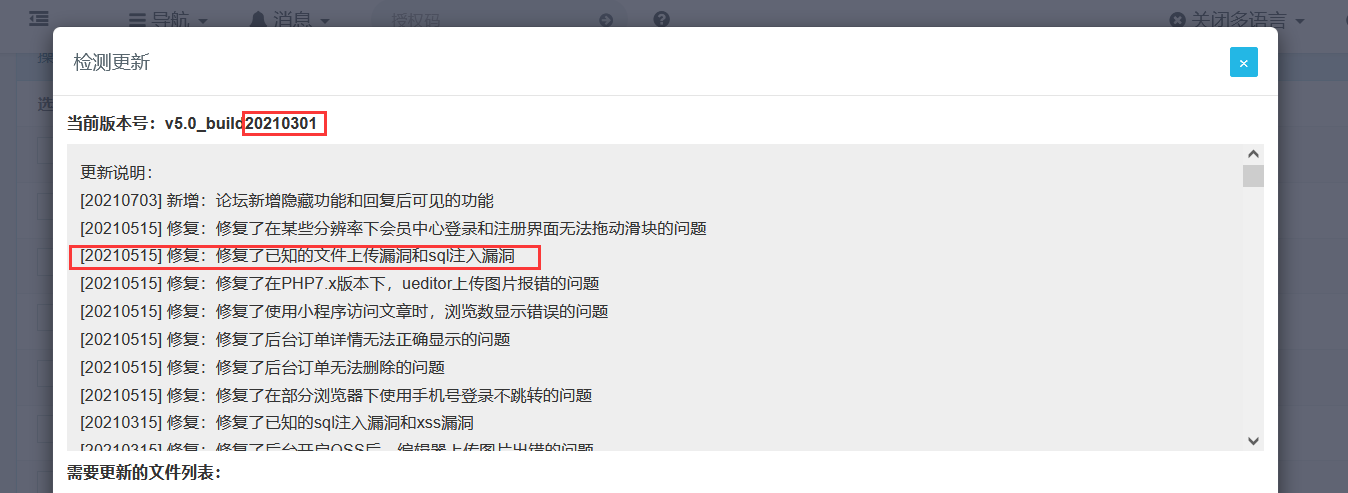 导航 消息 授权码 关闭多语言
检测更新 ×
当前版本号：v5.0_build20210301
更新说明：
[20210703] 新增：论坛新增隐藏功能和回复后可见的功能
[20210515] 修复：修复了在某些分辨率下会员中心登录和注册界面无法拖动滑块的问题
[20210515] 修复：修复了已知的文件上传漏洞和sql注入漏洞
[20210515] 修复：修复了在PHP7.x版本下，ueditor上传图片报错的问题
[20210515] 修复：修复了使用小程序访问文章时，浏览数显示错误的问题
[20210515] 修复：修复了后台订单详情无法正确显示的问题
[20210515] 修复：修复了后台订单无法删除的问题
[20210515] 修复：修复了在部分浏览器下使用手机号登录不跳转的问题
[20210315] 修复：修复了已知的sql注入漏洞和xss漏洞
[20210315] 修复：修复了后台开启OSS后，编辑器上传图片出错的问题
需要更新的文件列表：